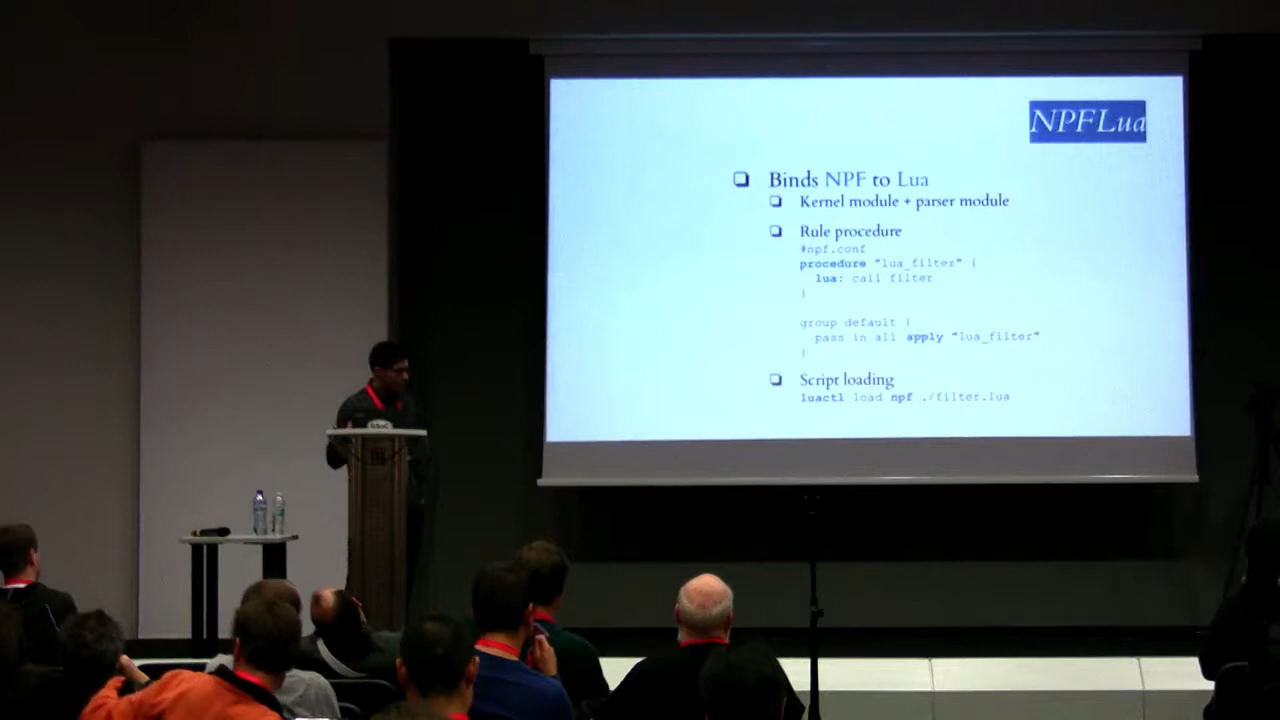 NPFLua
❑ Binds NPF to Lua
❑ Kernel module + parser module
❑ Rule procedure
#npf.conf
procedure "lua_filter" {
lua: call filter
}
group default {
pass in all apply "lua_filter"
}
❑ Script loading
luactl load npf ./filter.lua